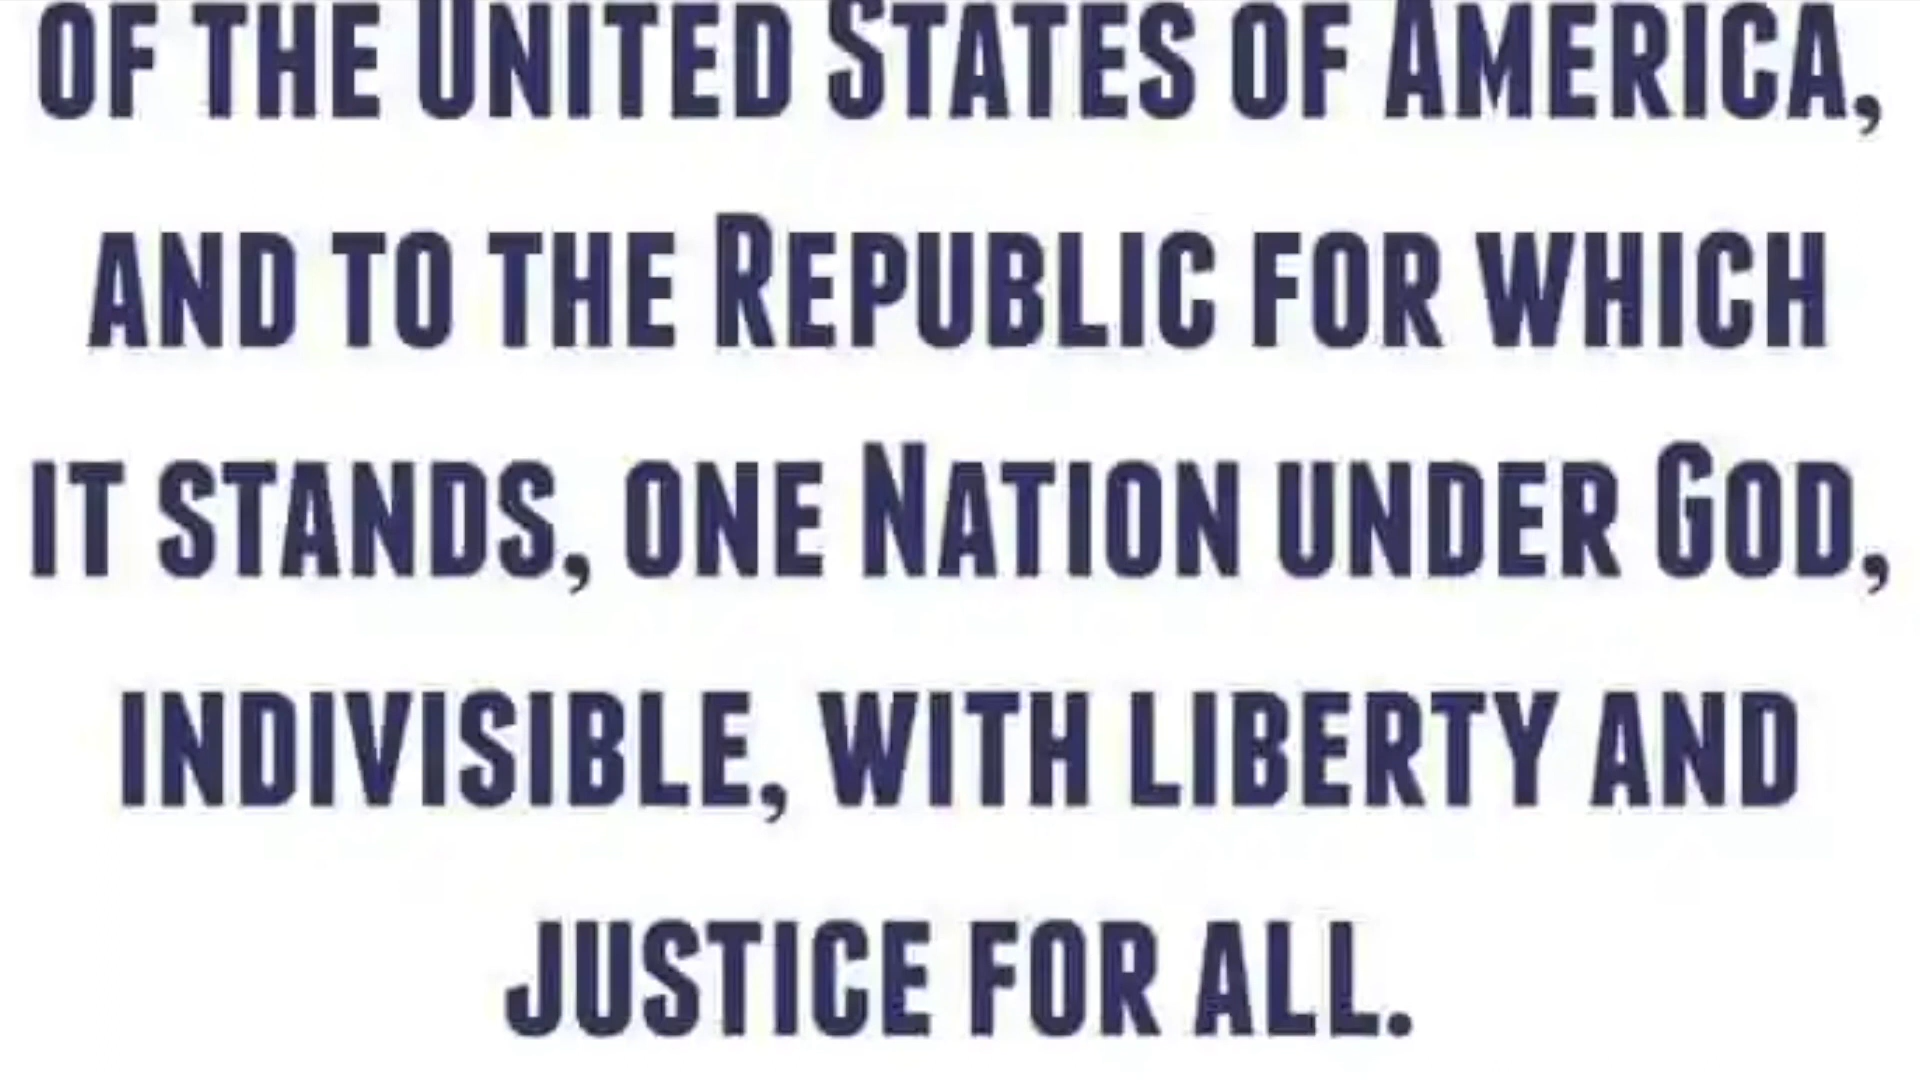 of the United States of America,
and to the Republic for which
it stands, one Nation under God,
indivisible, with liberty and
justice for all.